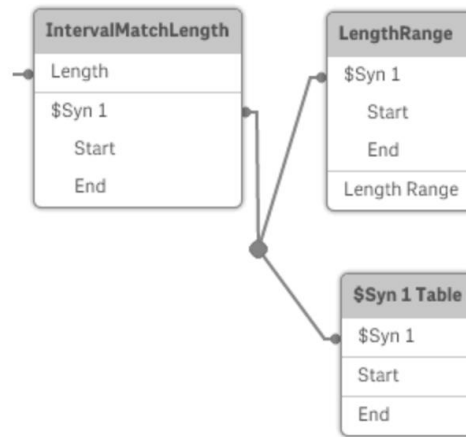 IntervalMatchLength
Length
$Syn 1
Start
End
LengthRange
$Syn 1
Start
End
Length Range
$Syn 1 Table
$Syn 1
Start
End